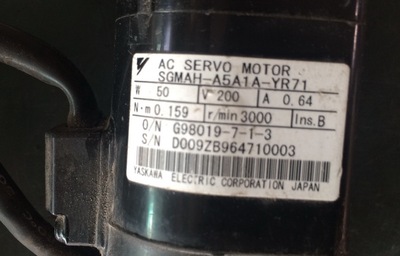 AC SERVO MOTOR
SGMAH-A5A1A-YR71
W 50 V 200 A 0.64
N·m 0.159 r/min 3000 Ins.B
O/N G98019-7-1-3
S/N D009ZB964710003
YASKAWA ELECTRIC CORPORATION JAPAN